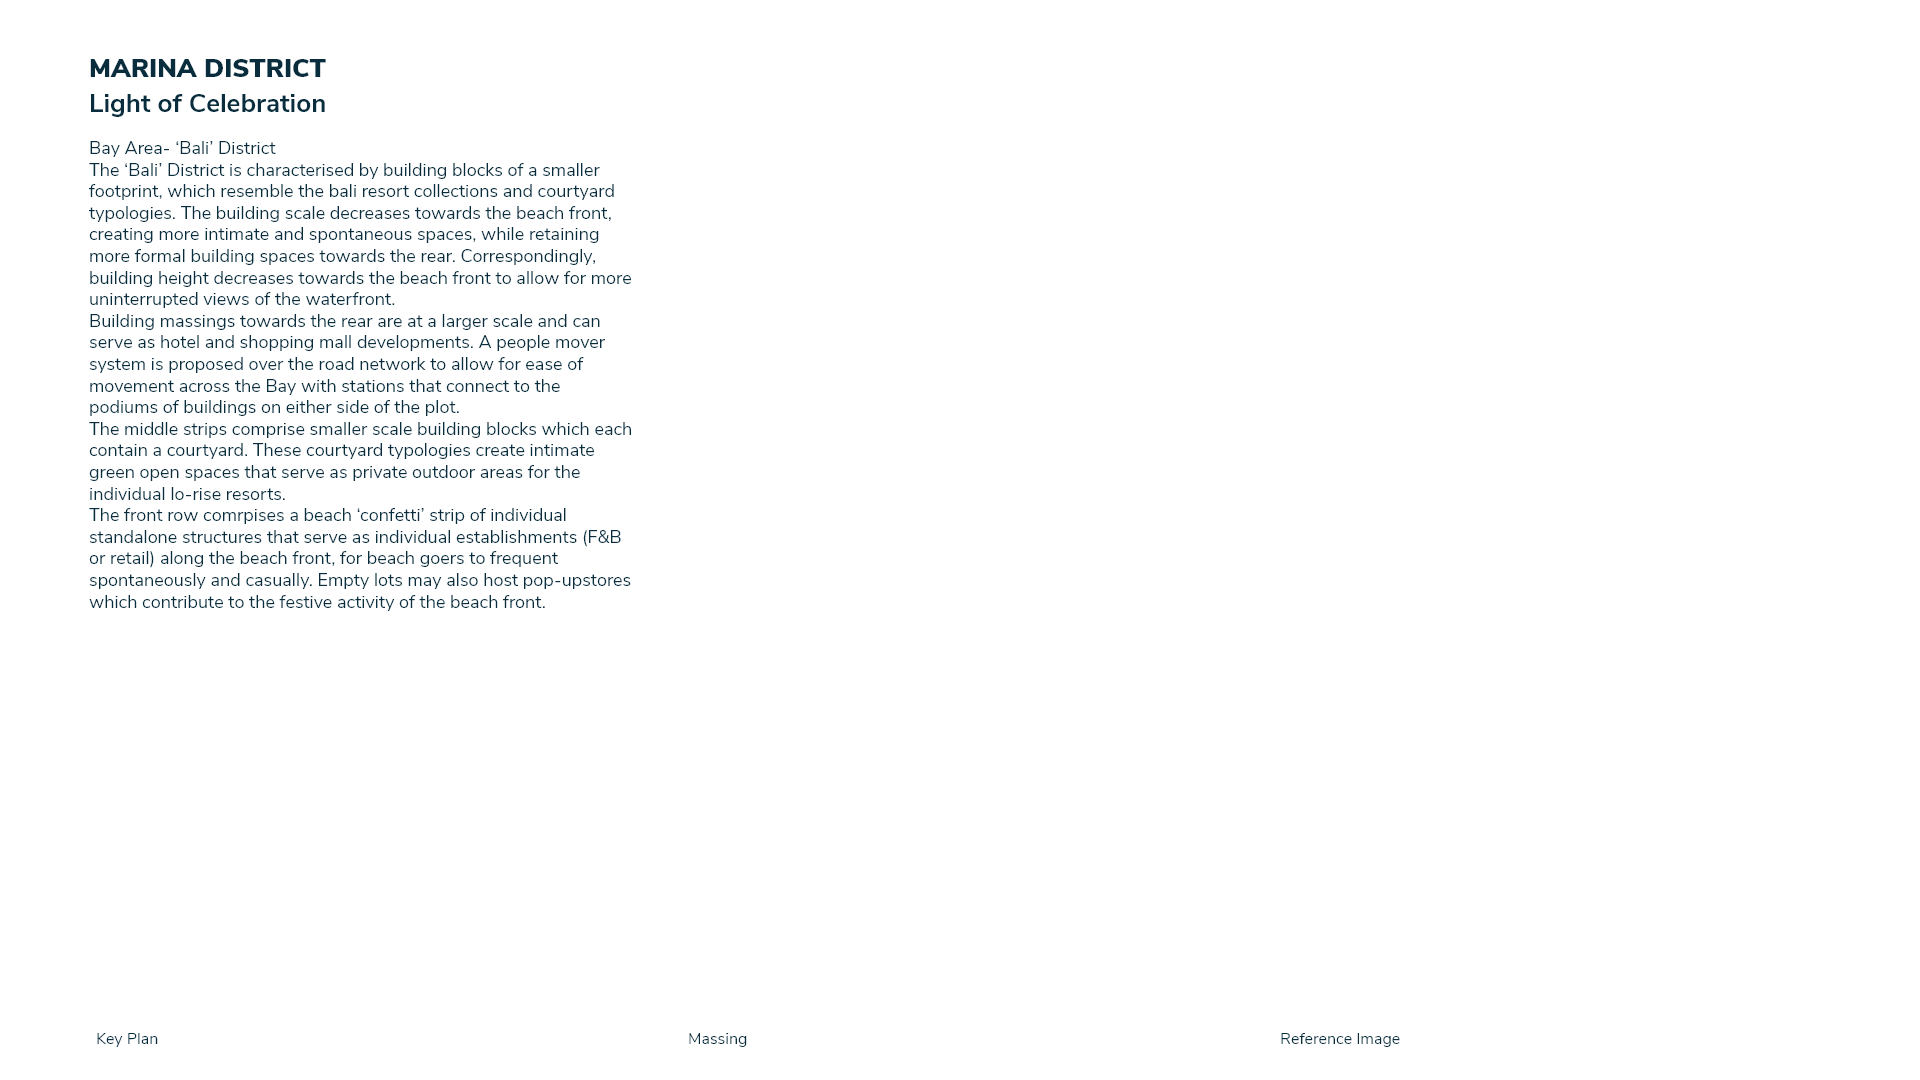 MARINA DISTRICT
Light of Celebration
Bay Area- ‘Bali’ District
The ‘Bali’ District is characterised by building blocks of a smaller
footprint, which resemble the bali resort collections and courtyard
typologies. The building scale decreases towards the beach front,
creating more intimate and spontaneous spaces, while retaining
more formal building spaces towards the rear. Correspondingly,
building height decreases towards the beach front to allow for more
uninterrupted views of the waterfront.
Building massings towards the rear are at a larger scale and can
serve as hotel and shopping mall developments. A people mover
system is proposed over the road network to allow for ease of
movement across the Bay with stations that connect to the
podiums of buildings on either side of the plot.
The middle strips comprise smaller scale building blocks which each
contain a courtyard. These courtyard typologies create intimate
green open spaces that serve as private outdoor areas for the
individual lo-rise resorts.
The front row comrpises a beach ‘confetti’ strip of individual
standalone structures that serve as individual establishments (F&B
or retail) along the beach front, for beach goers to frequent
spontaneously and casually. Empty lots may also host pop-upstores
which contribute to the festive activity of the beach front.
Key Plan
Massing
Reference Image